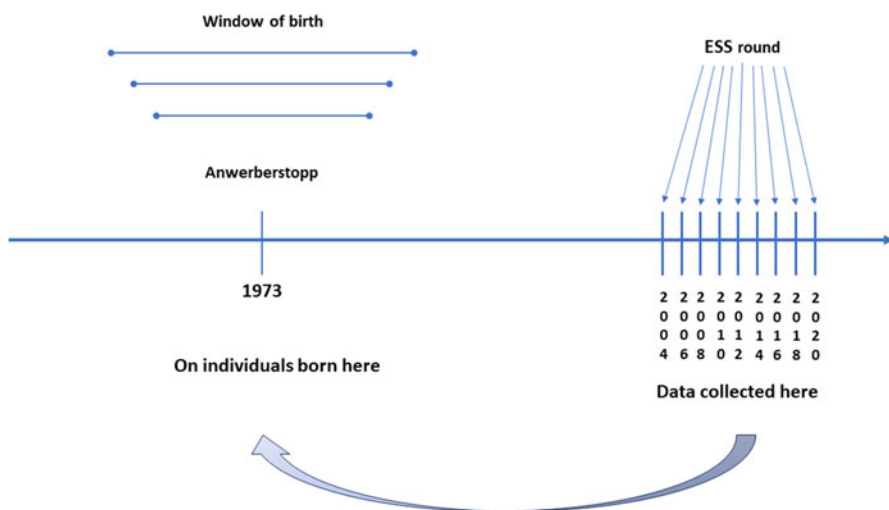 Window of birth
ESS round
Anwerberstopp
1973
2004
2006
2008
2010
2012
2014
2016
2018
2020
On individuals born here
Data collected here